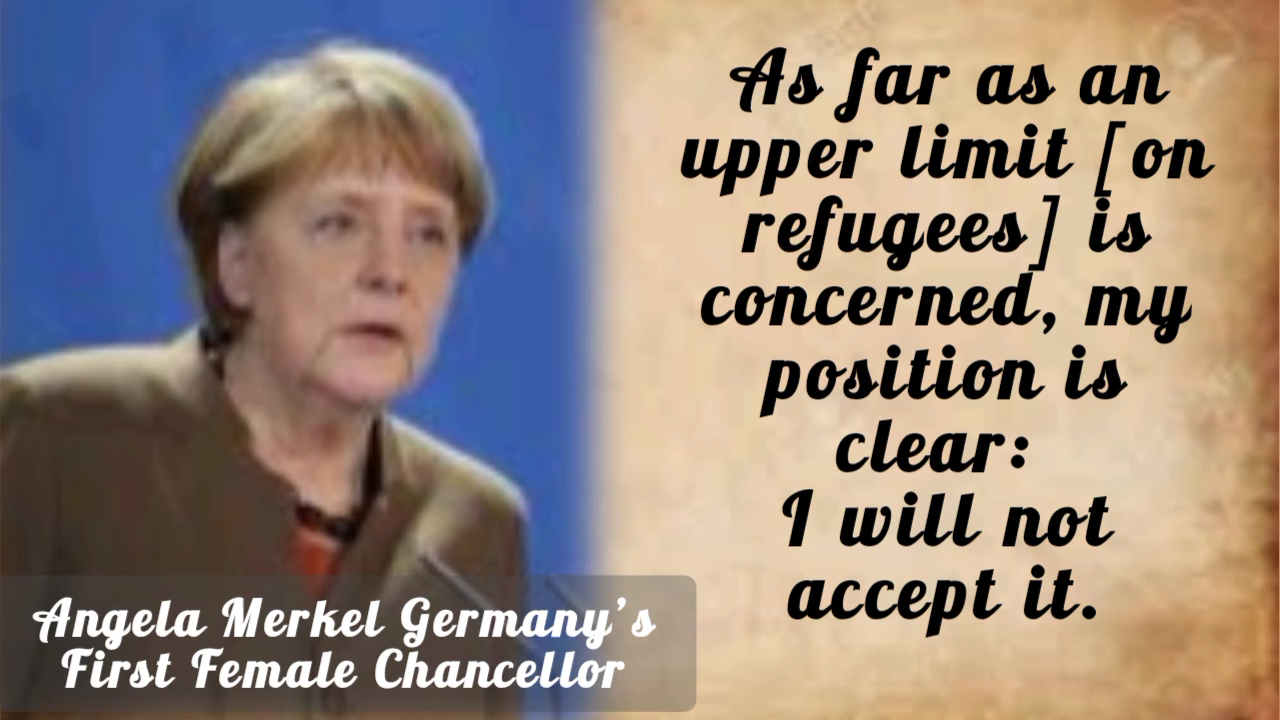 As far as an
upper limit [on
refugees] is
concerned, my
position is
clear:
I will not
accept it.
Angela Merkel Germany's
First Female Chancellor